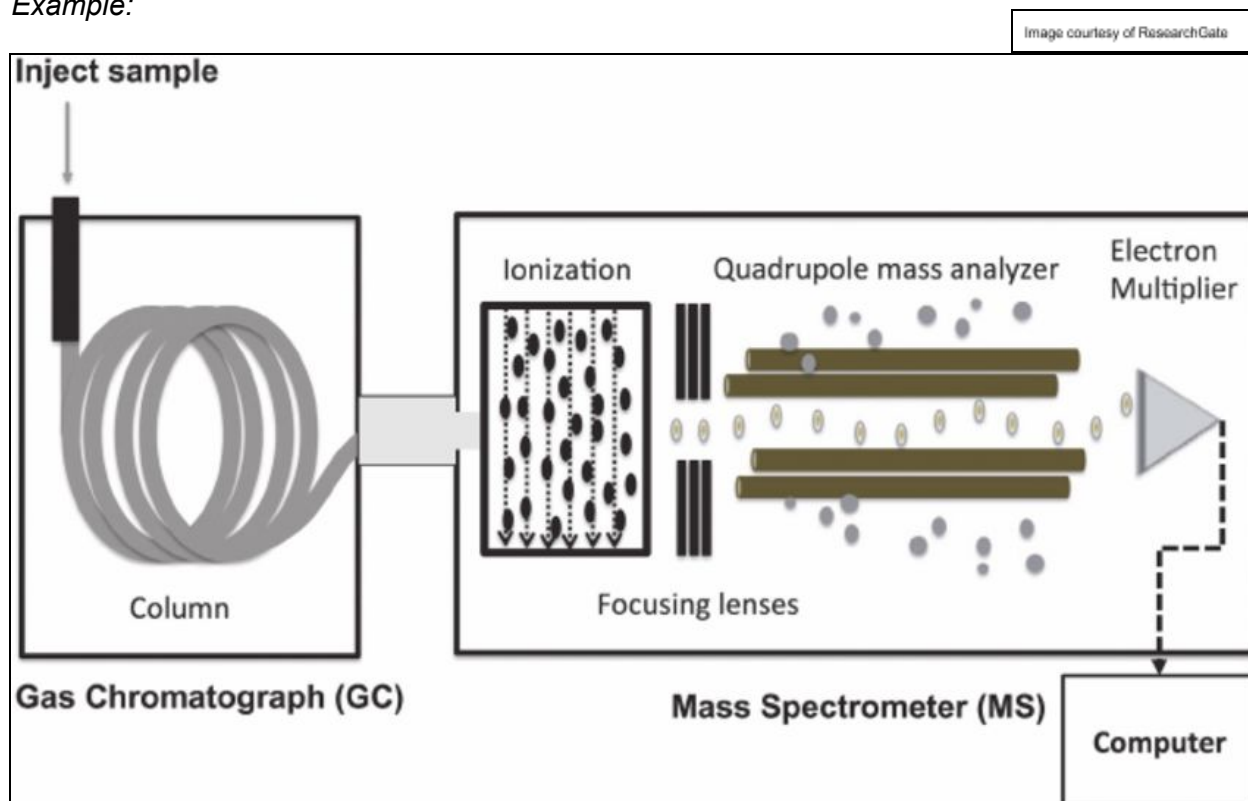 Example:
Image courtesy of ResearchGate
Inject sample
Ionization
Quadrupole mass analyzer
Electron
Multiplier
Column
Focusing lenses
Gas Chromatograph (GC)
Mass Spectrometer (MS)
Computer